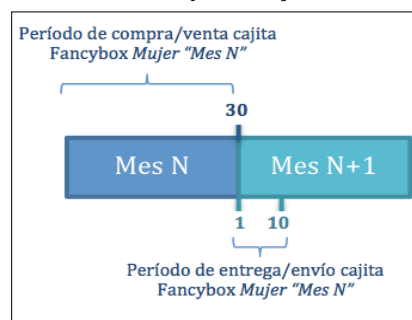 Período de compra/venta cajita
Fancybox Mujer “Mes N”
30
Mes N
Mes N+1
1
10
Período de entrega/envío cajita
Fancybox Mujer “Mes N”